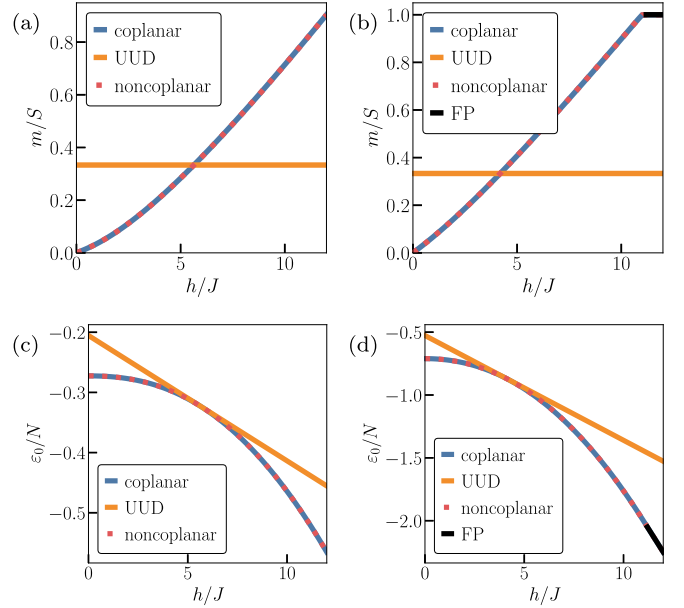 (a)
coplanar
UUD
noncoplanar
m/S
0.8
0.6
0.4
0.2
0.0
0
5
10
h/J
(b)
coplanar
UUD
noncoplanar
FP
m/S
1.0
0.8
0.6
0.4
0.2
0.0
0
5
10
h/J
(c)
coplanar
UUD
noncoplanar
ε₀/N
−0.2
−0.3
−0.4
−0.5
0
5
10
h/J
(d)
coplanar
UUD
noncoplanar
FP
ε₀/N
−0.5
−1.0
−1.5
−2.0
0
5
10
h/J